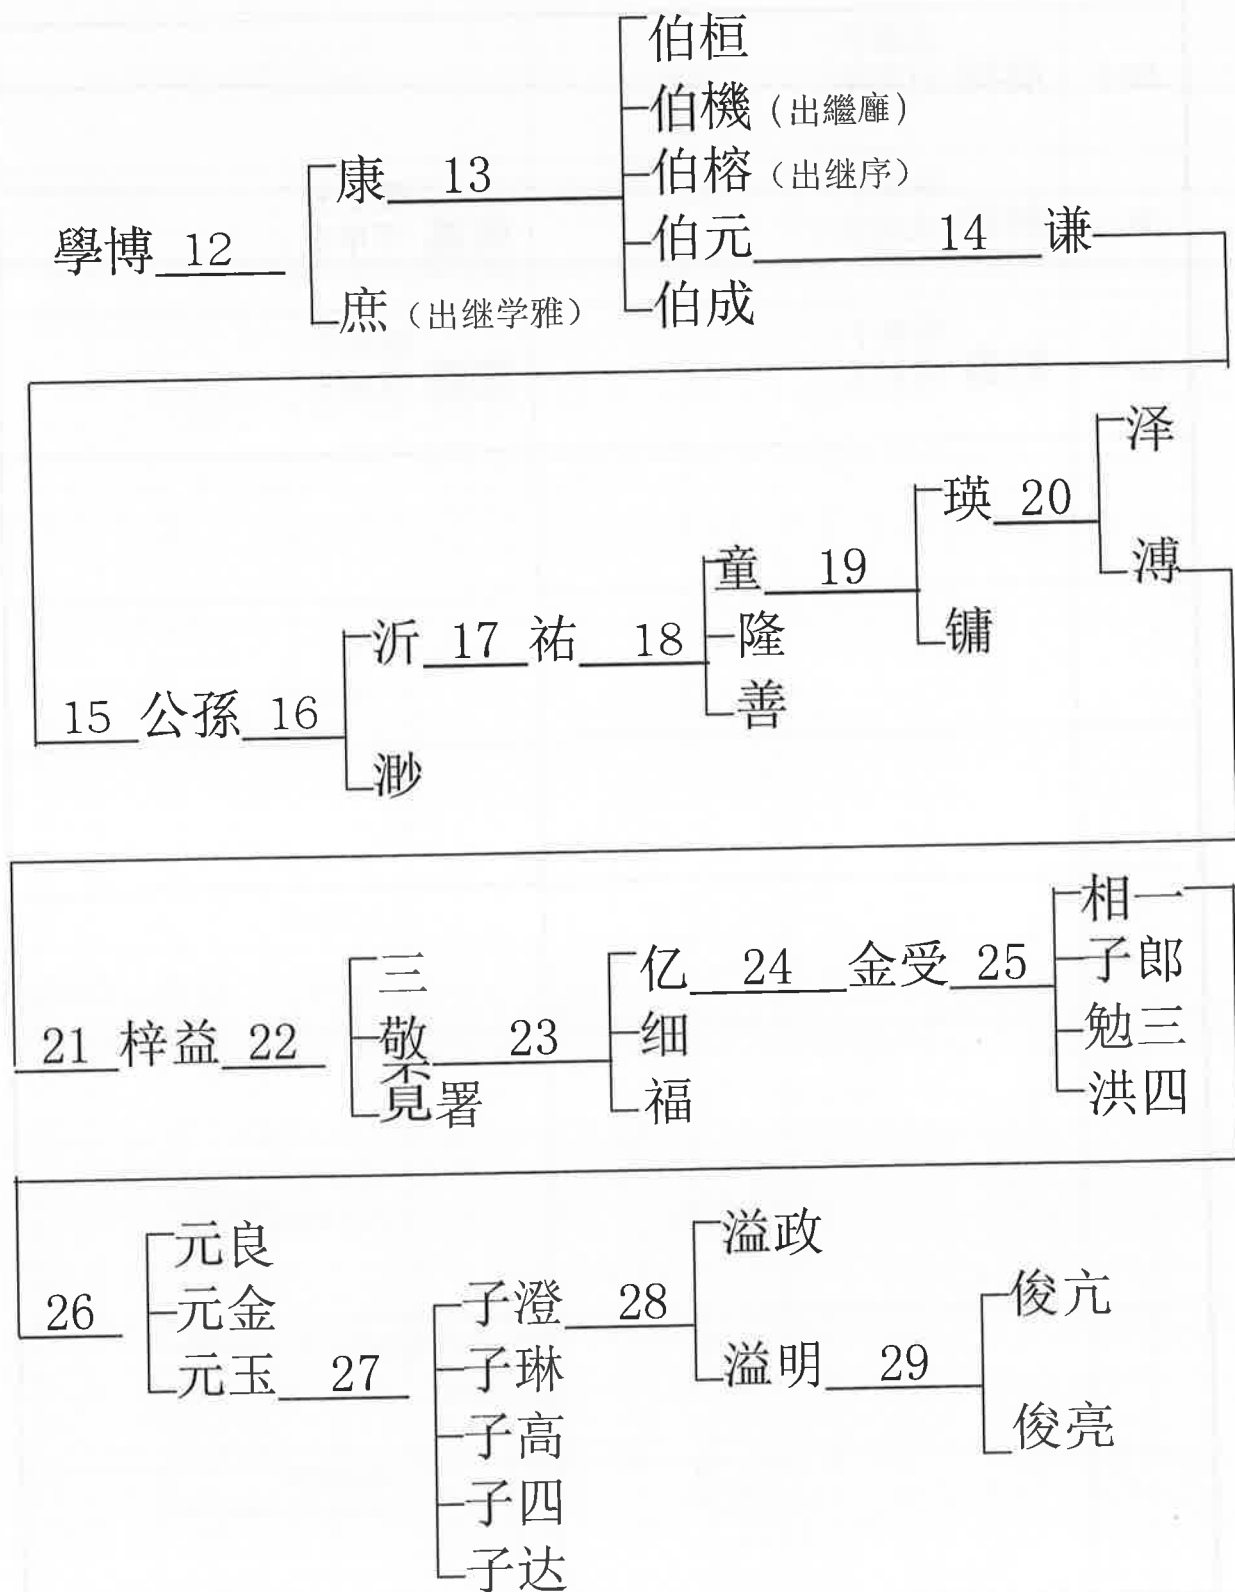 學博 12
康 13
庶（出继学雅）
伯桓
伯機（出繼廱）
伯榕（出继序）
伯元 14 谦
伯成
15 公孫 16
沂 17 祐 18
渺
童 19
隆
善
瑛 20
镛
泽
溥
21 梓益 22
三
敬 23
覔署
亿 24 金受 25
细
福
相一
子郎
勉三
洪四
26
元良
元金
元玉 27
子澄 28
子琳
子高
子四
子达
溢政
溢明 29
俊亢
俊亮